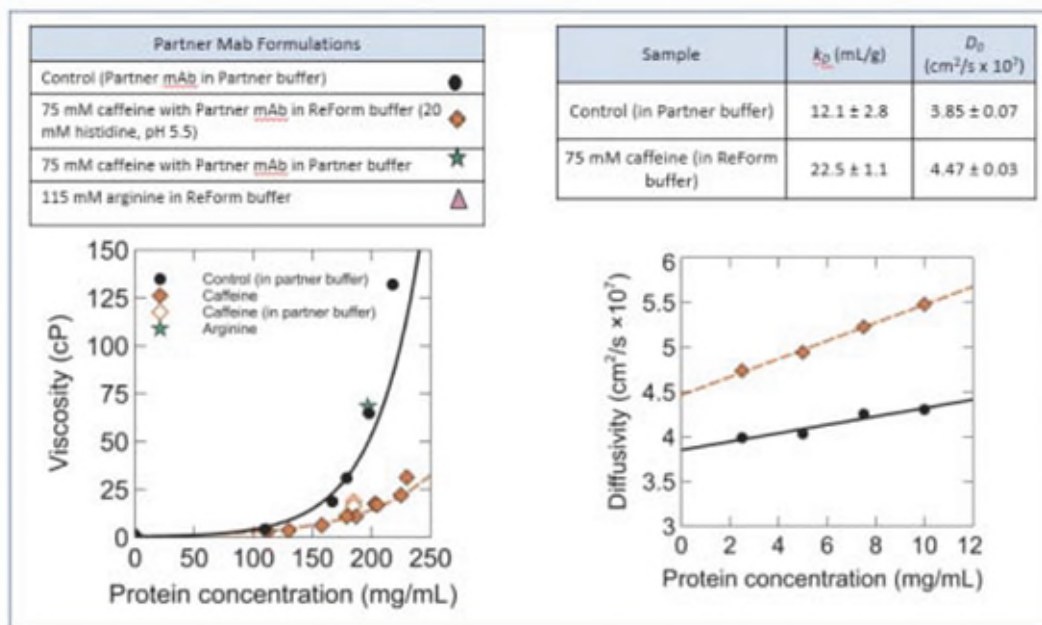 Partner Mab Formulations
Control (Partner mAb in Partner buffer)
75 mM caffeine with Partner mAb in ReForm buffer (20
mM histidine, pH 5.5)
75 mM caffeine with Partner mAb in Partner buffer
115 mM arginine in ReForm buffer
Sample
kD (mL/g)
D0
(cm²/s x 10⁷)
Control (in Partner buffer)
12.1 ± 2.8
3.85 ± 0.07
75 mM caffeine (in ReForm
buffer)
22.5 ± 1.1
4.47 ± 0.03
150
125
100
75
50
25
0
Viscosity (cP)
Control (in partner buffer)
Caffeine
Caffeine (in partner buffer)
Arginine
0 50 100 150 200 250
Protein concentration (mg/mL)
6
5.5
5
4.5
4
3.5
3
Diffusivity (cm²/s ×10⁷)
0 2 4 6 8 10 12
Protein concentration (mg/mL)